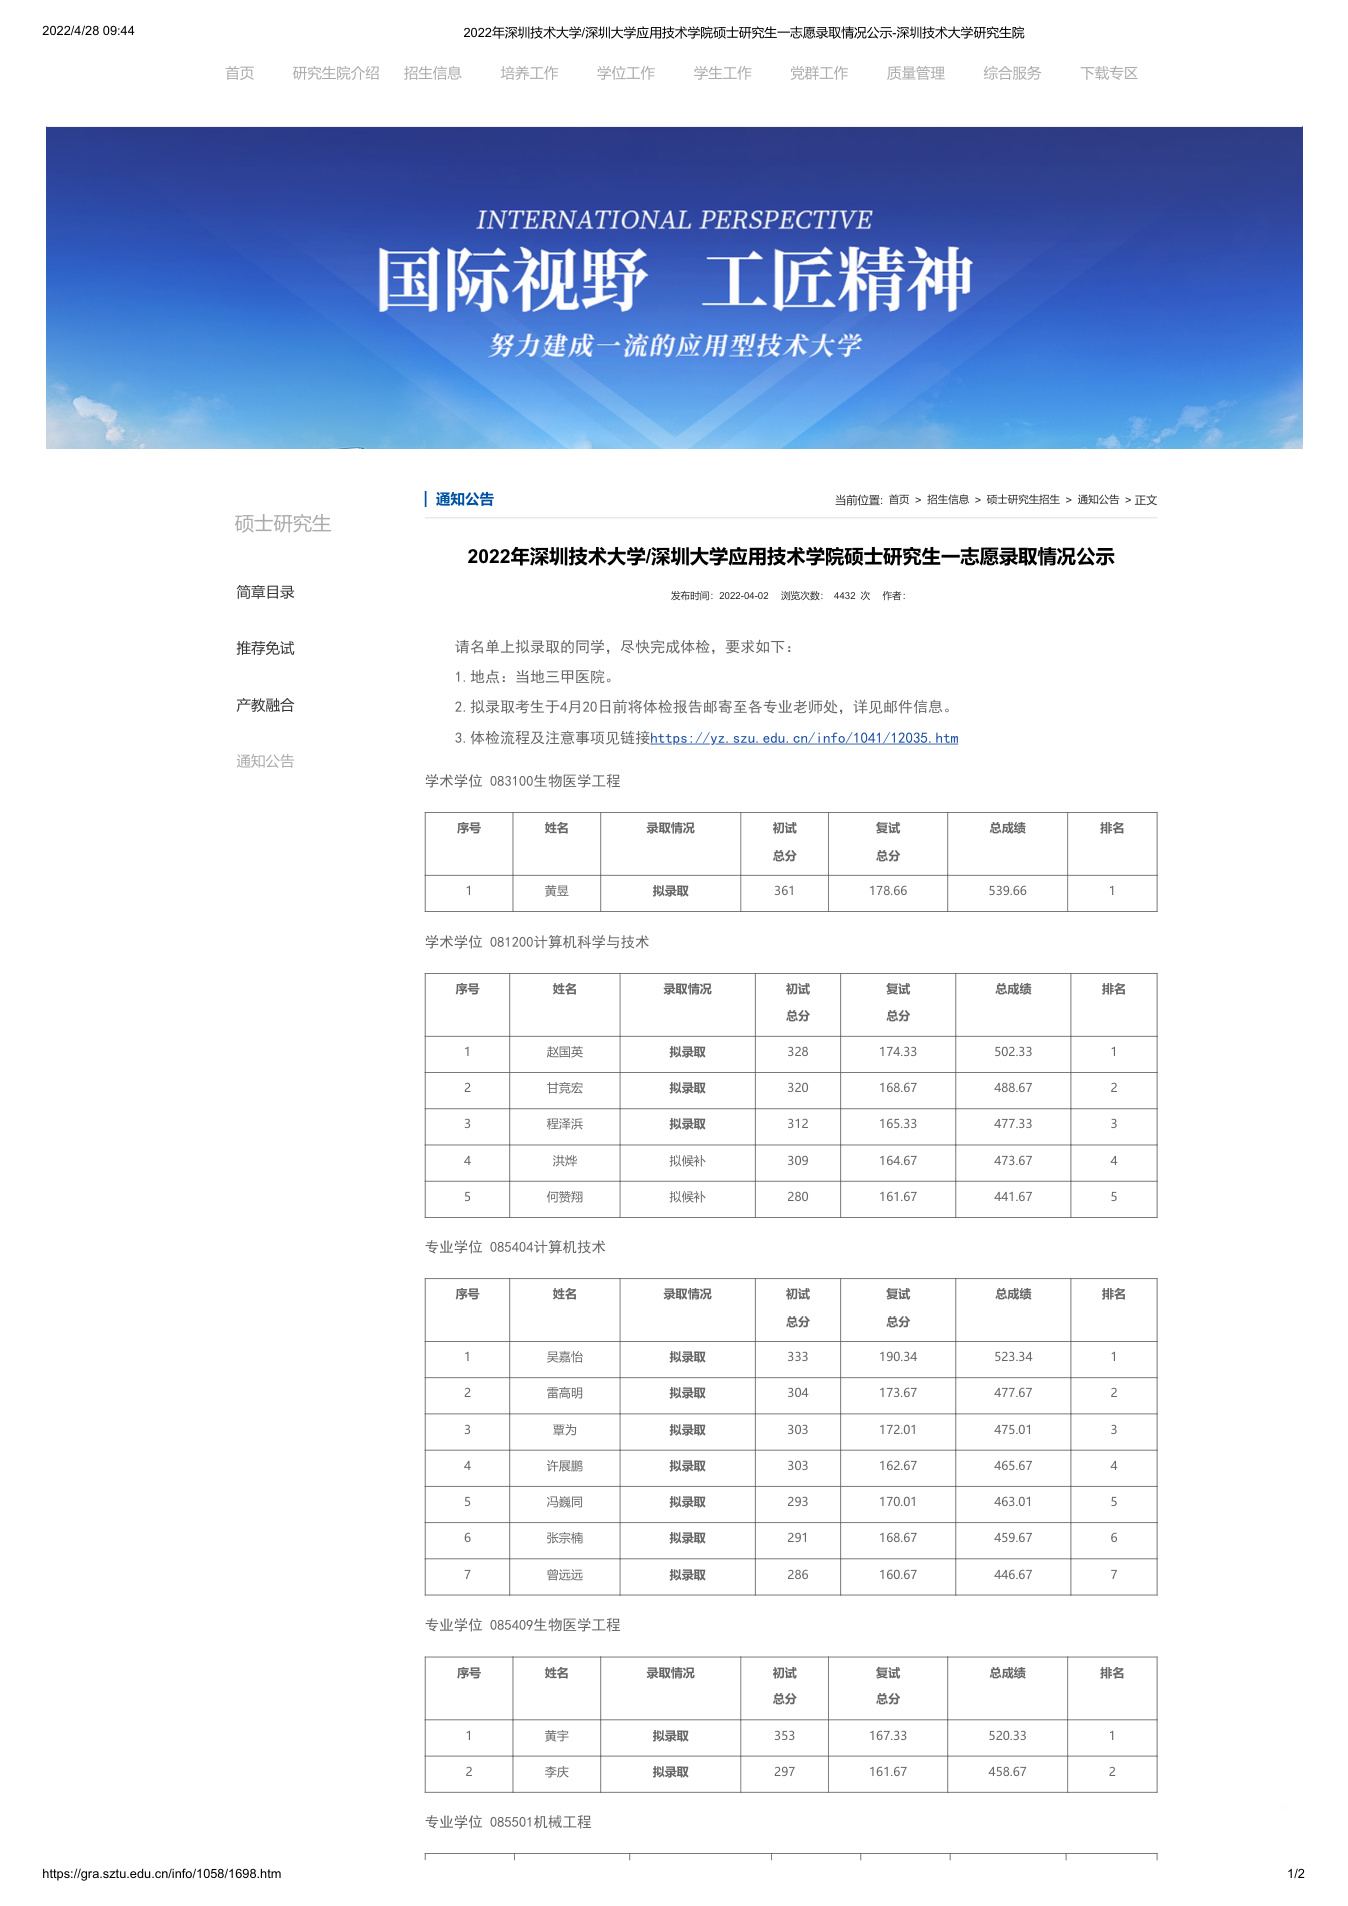 2022/4/28 09:44
2022年深圳技术大学/深圳大学应用技术学院硕士研究生一志愿录取情况公示-深圳技术大学研究生院
首页 研究生院介绍 招生信息 培养工作 学位工作 学生工作 党群工作 质量管理 综合服务 下载专区
INTERNATIONAL PERSPECTIVE
国际视野 工匠精神
努力建成一流的应用型技术大学
硕士研究生
简章目录
推荐免试
产教融合
通知公告
通知公告
当前位置: 首页 > 招生信息 > 硕士研究生招生 > 通知公告 > 正文
2022年深圳技术大学/深圳大学应用技术学院硕士研究生一志愿录取情况公示
发布时间：2022-04-02 浏览次数： 4432 次 作者：
请名单上拟录取的同学，尽快完成体检，要求如下：
1. 地点：当地三甲医院。
2. 拟录取考生于4月20日前将体检报告邮寄至各专业老师处，详见邮件信息。
3. 体检流程及注意事项见链接https://yz.szu.edu.cn/info/1041/12035.htm
学术学位 083100生物医学工程
序号 姓名 录取情况 初试 复试 总成绩 排名
总分 总分
1 黄昱 拟录取 361 178.66 539.66 1
学术学位 081200计算机科学与技术
序号 姓名 录取情况 初试 复试 总成绩 排名
总分 总分
1 赵国英 拟录取 328 174.33 502.33 1
2 甘竞宏 拟录取 320 168.67 488.67 2
3 程泽浜 拟录取 312 165.33 477.33 3
4 洪烨 拟候补 309 164.67 473.67 4
5 何赞翔 拟候补 280 161.67 441.67 5
专业学位 085404计算机技术
序号 姓名 录取情况 初试 复试 总成绩 排名
总分 总分
1 吴嘉怡 拟录取 333 190.34 523.34 1
2 雷高明 拟录取 304 173.67 477.67 2
3 覃为 拟录取 303 172.01 475.01 3
4 许展鹏 拟录取 303 162.67 465.67 4
5 冯巍同 拟录取 293 170.01 463.01 5
6 张宗楠 拟录取 291 168.67 459.67 6
7 曾远远 拟录取 286 160.67 446.67 7
专业学位 085409生物医学工程
序号 姓名 录取情况 初试 复试 总成绩 排名
总分 总分
1 黄宇 拟录取 353 167.33 520.33 1
2 李庆 拟录取 297 161.67 458.67 2
专业学位 085501机械工程
https://gra.sztu.edu.cn/info/1058/1698.htm
1/2